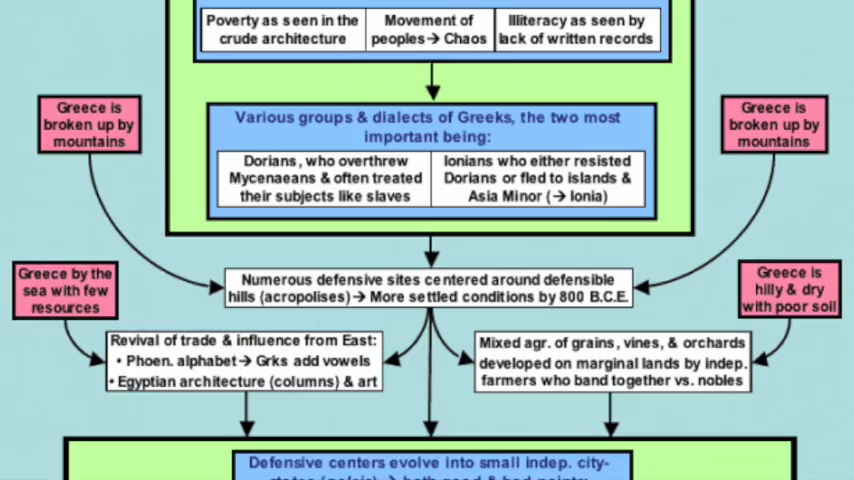 Poverty as seen in the
crude architecture
Movement of
peoples→ Chaos
Illiteracy as seen by
lack of written records
Greece is
broken up by
mountains
Various groups & dialects of Greeks, the two most
important being:
Dorians, who overthrew
Mycenaeans & often treated
their subjects like slaves
Ionians who either resisted
Dorians or fled to islands &
Asia Minor (→ Ionia)
Greece is
broken up by
mountains
Greece by the
sea with few
resources
Numerous defensive sites centered around defensible
hills (acropolises)→ More settled conditions by 800 B.C.E.
Greece is
hilly & dry
with poor soil
Revival of trade & influence from East:
• Phoen. alphabet→ Grks add vowels
• Egyptian architecture (columns) & art
Mixed agr. of grains, vines, & orchards
developed on marginal lands by indep.
farmers who band together vs. nobles
Defensive centers evolve into small indep. city-